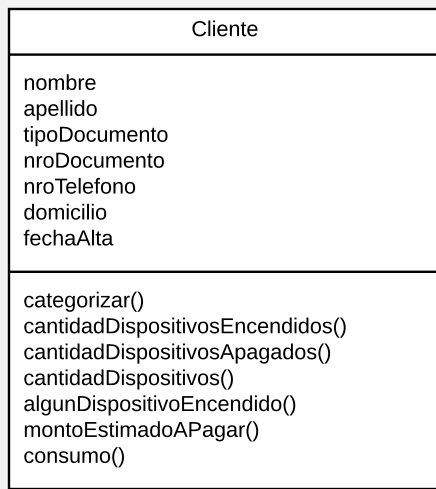 Cliente
nombre
apellido
tipoDocumento
nroDocumento
nroTelefono
domicilio
fechaAlta
categorizar()
cantidadDispositivosEncendidos()
cantidadDispositivosApagados()
cantidadDispositivos()
algunDispositivoEncendido()
montoEstimadoAPagar()
consumo()